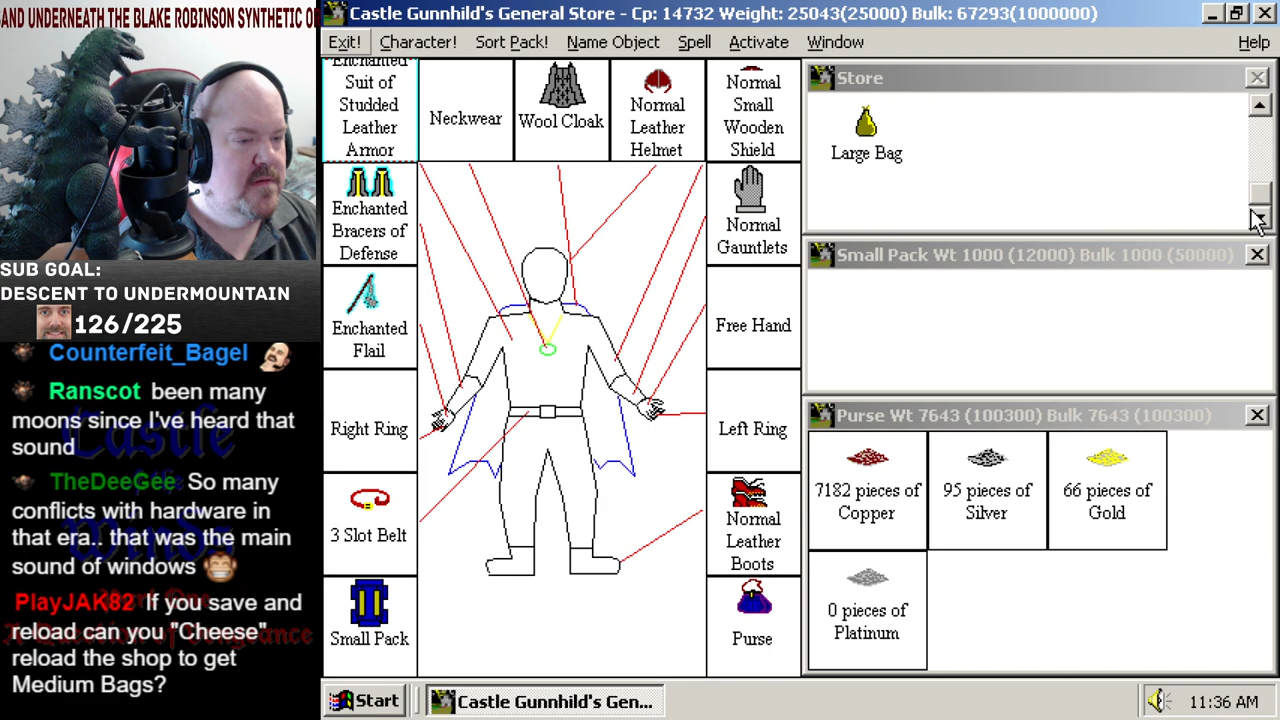 AND UNDERNEATH THE BLAKE ROBINSON SYNTHETIC O
Castle Gunnhild's General Store - Cp: 14732 Weight: 25043(25000) Bulk: 67293(1000000)
Exit! Character! Sort Pack! Name Object Spell Activate Window Help
Enchanted
Suit of
Studded
Leather
Armor
Neckwear
Wool Cloak
Normal
Leather
Helmet
Normal
Small
Wooden
Shield
Store
Large Bag
Enchanted
Bracers of
Defense
Normal
Gauntlets
Small Pack Wt 1000 (12000) Bulk 1000 (50000)
Enchanted
Flail
Free Hand
Right Ring
Left Ring
Purse Wt 7643 (100300) Bulk 7643 (100300)
7182 pieces of
Copper
95 pieces of
Silver
66 pieces of
Gold
0 pieces of
Platinum
3 Slot Belt
Normal
Leather
Boots
Small Pack
Purse
SUB GOAL:
DESCENT TO UNDERMOUNTAIN
126/225
Counterfeit_Bagel
Ranscot been many
moons since I've heard that
sound
TheDeeGee So many
conflicts with hardware in
that era.. that was the main
sound of windows
PlayJAK82 If you save and
reload can you "Cheese"
reload the shop to get
Medium Bags?
Start
Castle Gunnhild's Gen...
11:36 AM